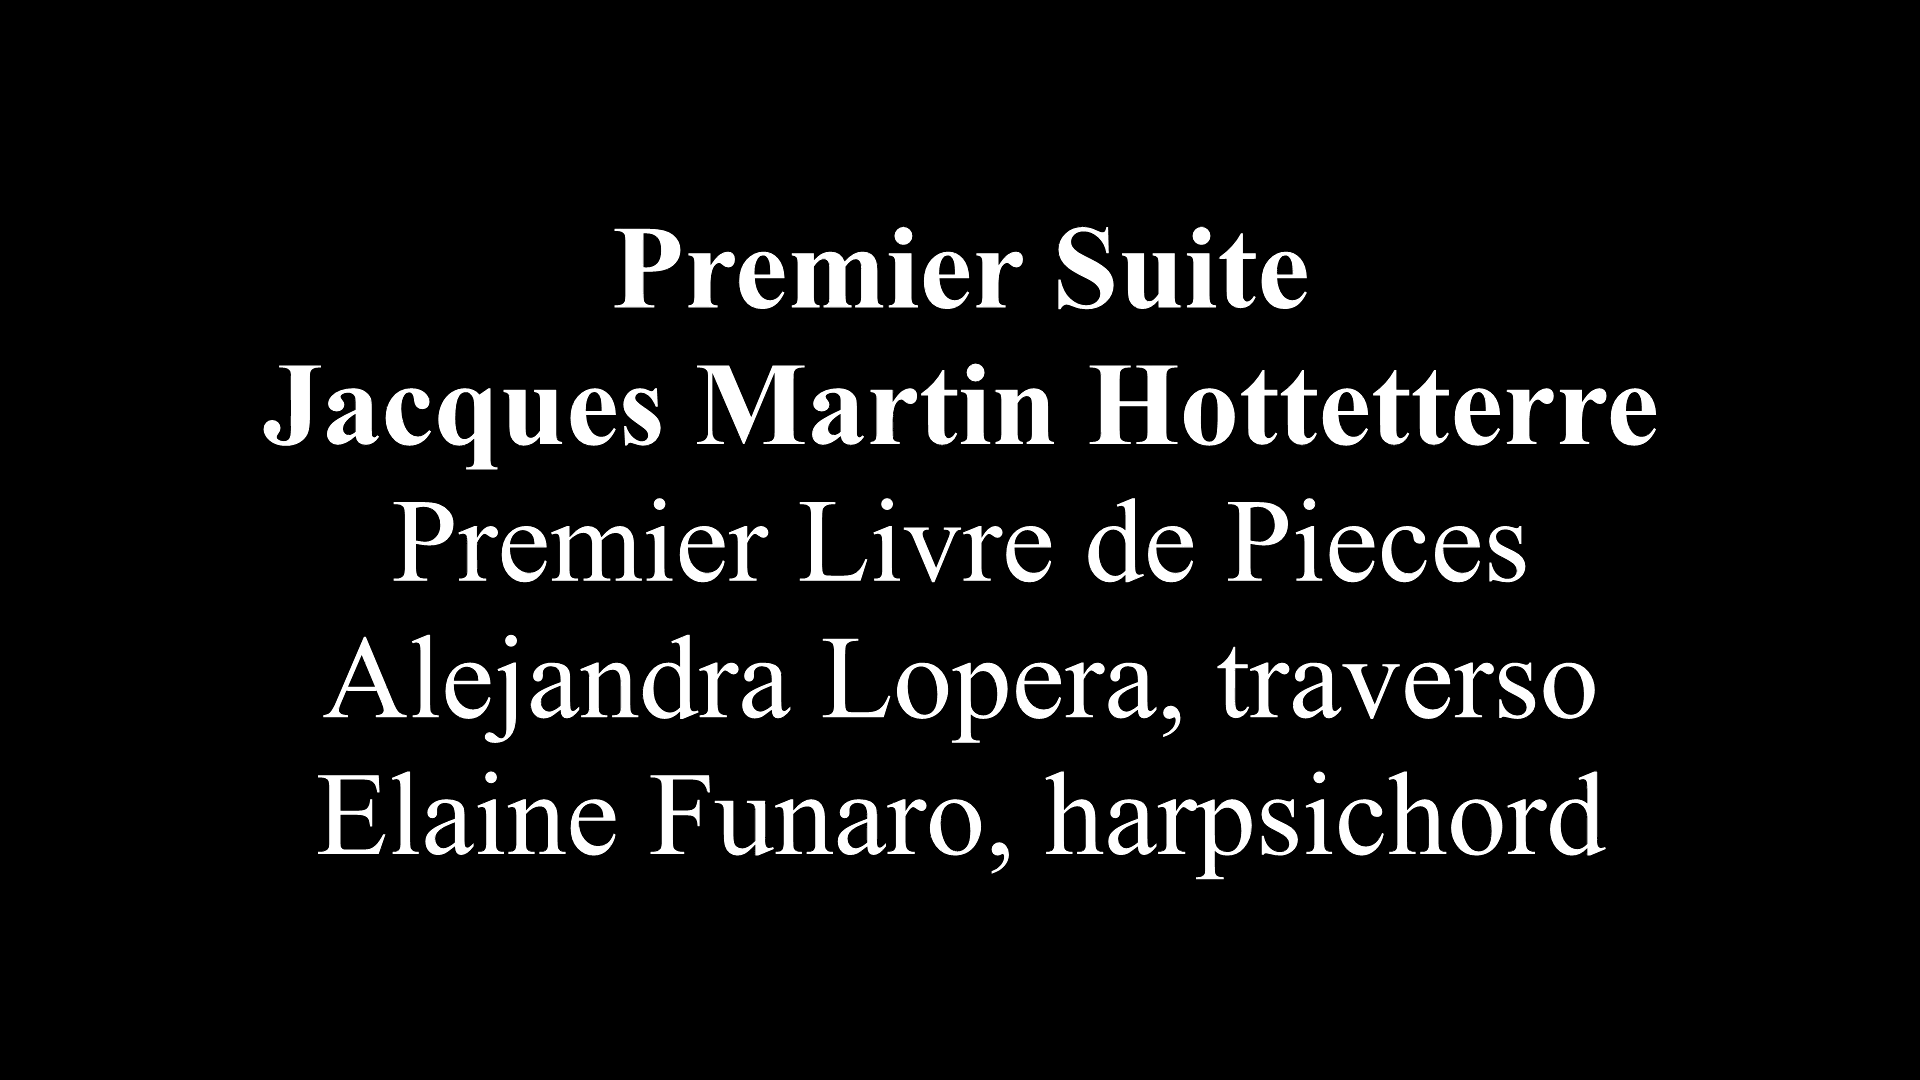 Premier Suite
Jacques Martin Hottetterre
Premier Livre de Pieces
Alejandra Lopera, traverso
Elaine Funaro, harpsichord